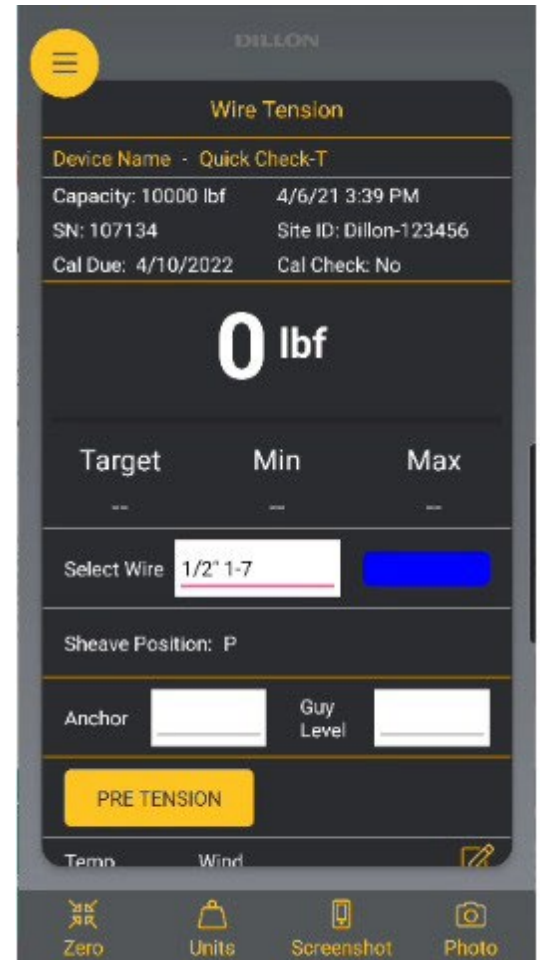 DILLON
Wire Tension
Device Name - Quick Check-T
Capacity: 10000 lbf 4/6/21 3:39 PM
SN: 107134 Site ID: Dillon-123456
Cal Due: 4/10/2022 Cal Check: No
0 lbf
Target Min Max
-- -- --
Select Wire 1/2" 1-7
Sheave Position: P
Anchor Guy Level
PRE TENSION
Temp Wind
Zero Units Screenshot Photo